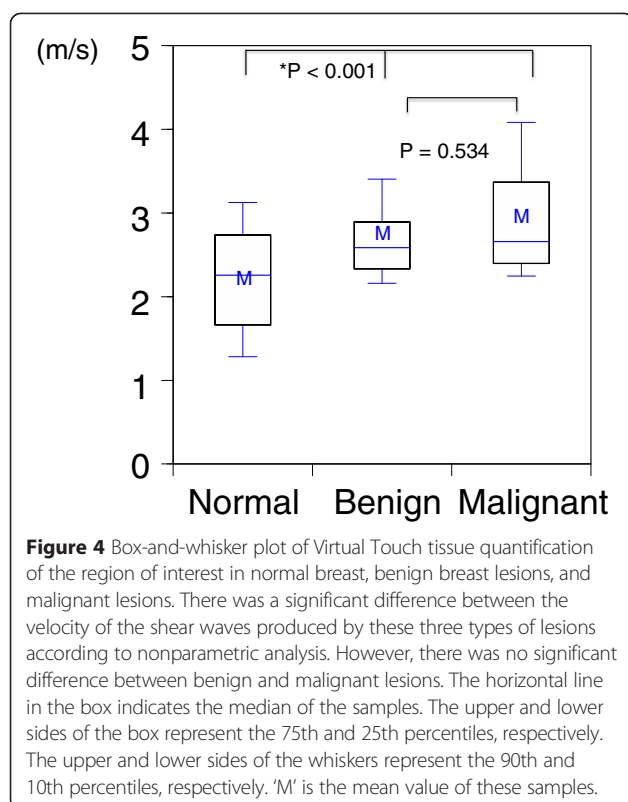 (m/s)
5
*P < 0.001
4
P = 0.534
3
M
M
M
2
1
0
Normal Benign Malignant
Figure 4 Box-and-whisker plot of Virtual Touch tissue quantification
of the region of interest in normal breast, benign breast lesions, and
malignant lesions. There was a significant difference between the
velocity of the shear waves produced by these three types of lesions
according to nonparametric analysis. However, there was no significant
difference between benign and malignant lesions. The horizontal line
in the box indicates the median of the samples. The upper and lower
sides of the box represent the 75th and 25th percentiles, respectively.
The upper and lower sides of the whiskers represent the 90th and
10th percentiles, respectively. ‘M’ is the mean value of these samples.